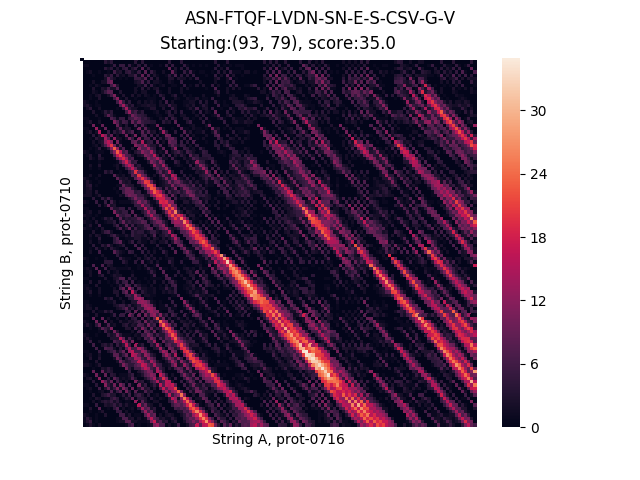 ASN-FTQF-LVDN-SN-E-S-CSV-G-V
Starting:(93, 79), score:35.0
String B, prot-0710
String A, prot-0716
30
24
18
12
6
0